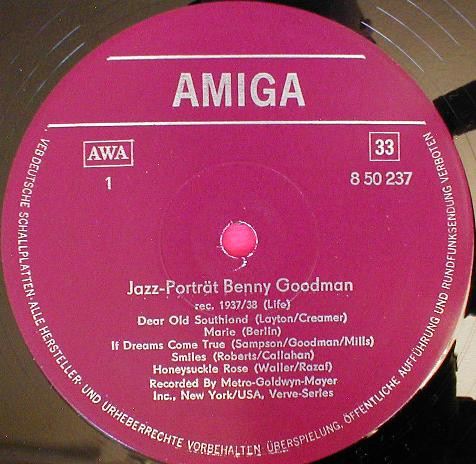 AMIGA
AWA
33
1
8 50 237
Jazz-Porträt Benny Goodman
rec. 1937/38 (Life)
Dear Old Southland (Layton/Creamer)
Marie (Berlin)
If Dreams Come True (Sampson/Goodman/Mills)
Smiles (Roberts/Callahan)
Honeysuckle Rose (Waller/Razaf)
Recorded By Metro-Goldwyn-Mayer
Inc., New York/USA, Verve-Series
VEB DEUTSCHE SCHALLPLATTEN · ALLE HERSTELLER- UND URHEBERRECHTE VORBEHALTEN ÜBERSPIELUNG, ÖFFENTLICHE AUFFÜHRUNG UND RUNDFUNKSENDUNG VERBOTEN